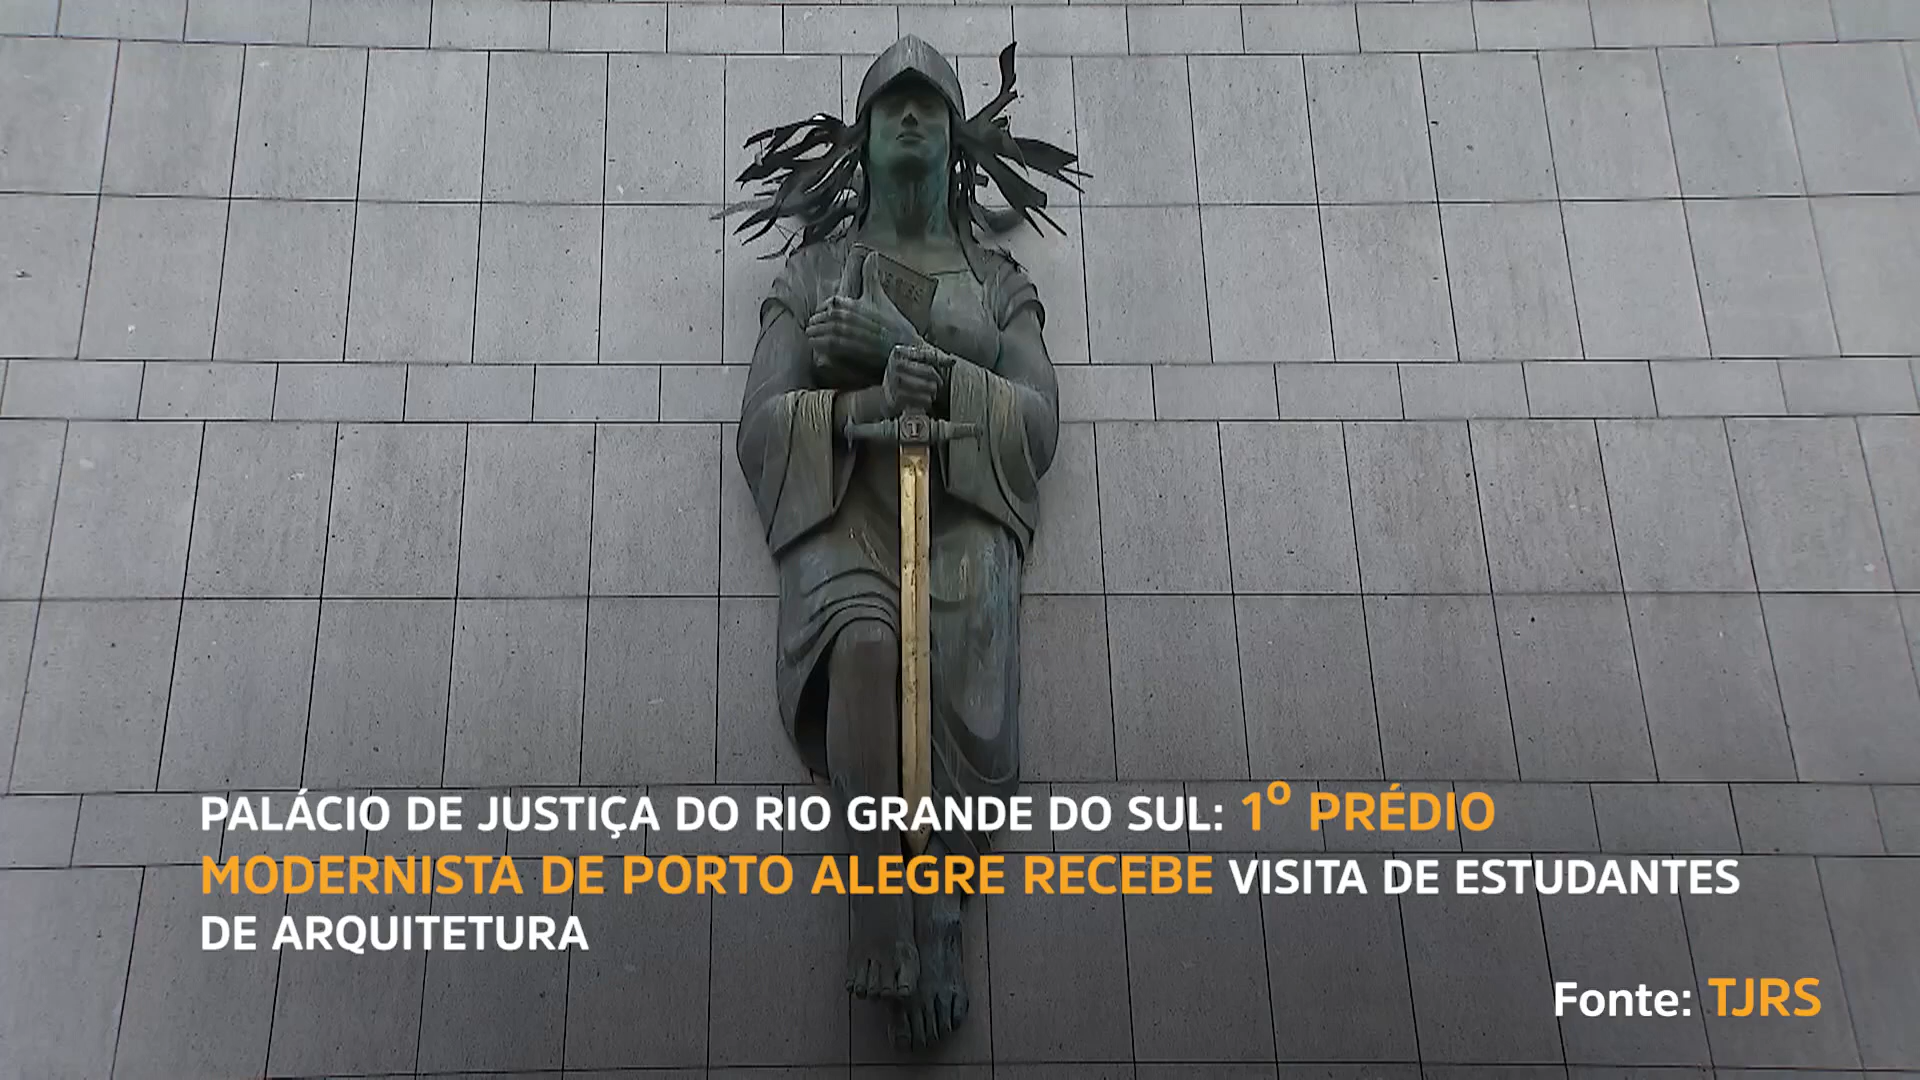 PALÁCIO DE JUSTIÇA DO RIO GRANDE DO SUL: 1º PRÉDIO
MODERNISTA DE PORTO ALEGRE RECEBE VISITA DE ESTUDANTES
DE ARQUITETURA
Fonte: TJRS